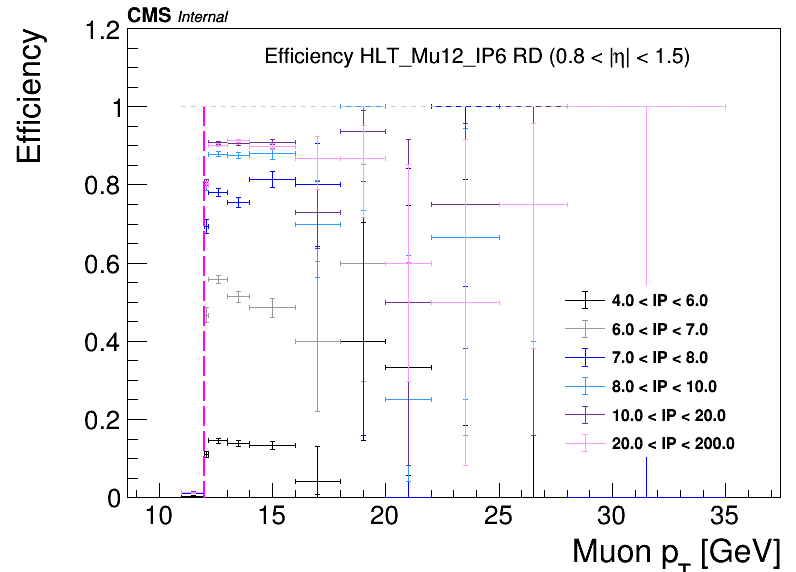 CMS Internal
Efficiency HLT_Mu12_IP6 RD (0.8 < |η| < 1.5)
Efficiency
1.2
1
0.8
0.6
0.4
0.2
0
4.0 < IP < 6.0
6.0 < IP < 7.0
7.0 < IP < 8.0
8.0 < IP < 10.0
10.0 < IP < 20.0
20.0 < IP < 200.0
10 15 20 25 30 35
Muon p_T [GeV]